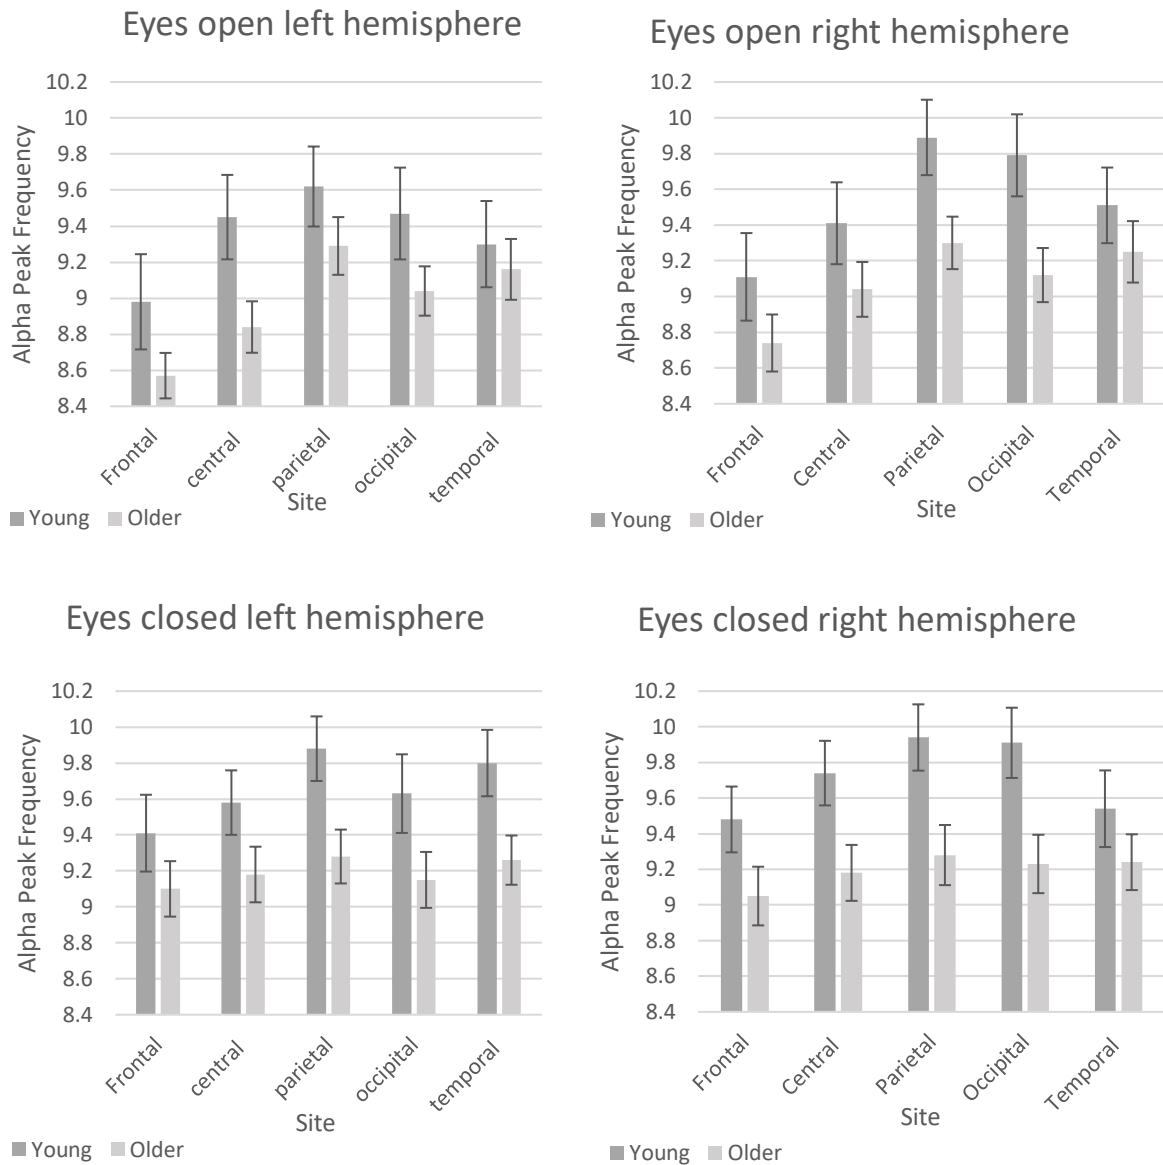 Eyes open left hemisphere
Alpha Peak Frequency
10.2
10
9.8
9.6
9.4
9.2
9
8.8
8.6
8.4
Frontal
central
parietal
occipital
temporal
Site
Young Older
Eyes open right hemisphere
Alpha Peak Frequency
10.2
10
9.8
9.6
9.4
9.2
9
8.8
8.6
8.4
Frontal
Central
Parietal
Occipital
Temporal
Site
Young Older
Eyes closed left hemisphere
Alpha Peak Frequency
10.2
10
9.8
9.6
9.4
9.2
9
8.8
8.6
8.4
Frontal
central
parietal
occipital
temporal
Site
Young Older
Eyes closed right hemisphere
Alpha Peak Frequency
10.2
10
9.8
9.6
9.4
9.2
9
8.8
8.6
8.4
Frontal
Central
Parietal
Occipital
Temporal
Site
Young Older